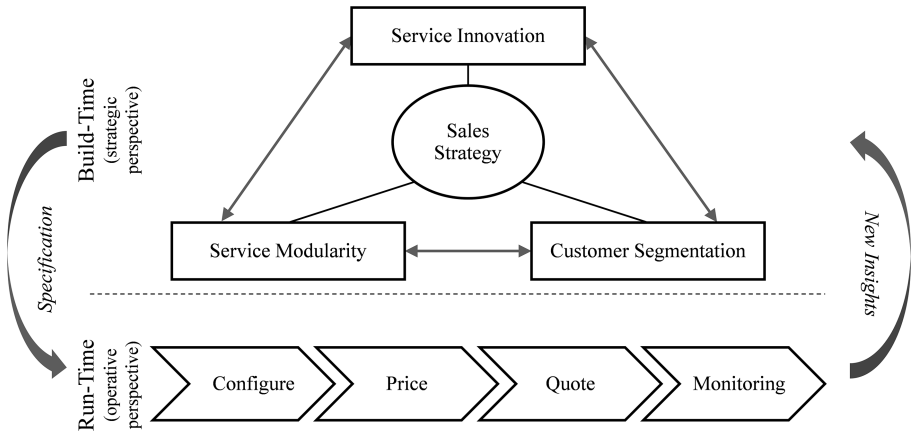 Service Innovation
Build-Time
(strategic
perspective)
Sales
Strategy
Specification
New Insights
Service Modularity
Customer Segmentation
Run-Time
(operative
perspective)
Configure
Price
Quote
Monitoring